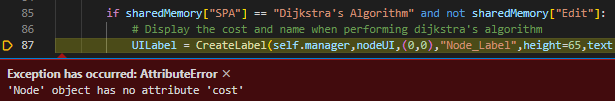 85 if sharedMemory["SPA"] == "Dijkstra's Algorithm" and not sharedMemory["Edit"]:
86 # Display the cost and name when performing dijkstra's algorithm
87 UILabel = CreateLabel(self.manager,nodeUI,(0,0),"Node_Label",height=65,text
Exception has occurred: AttributeError ×
'Node' object has no attribute 'cost'